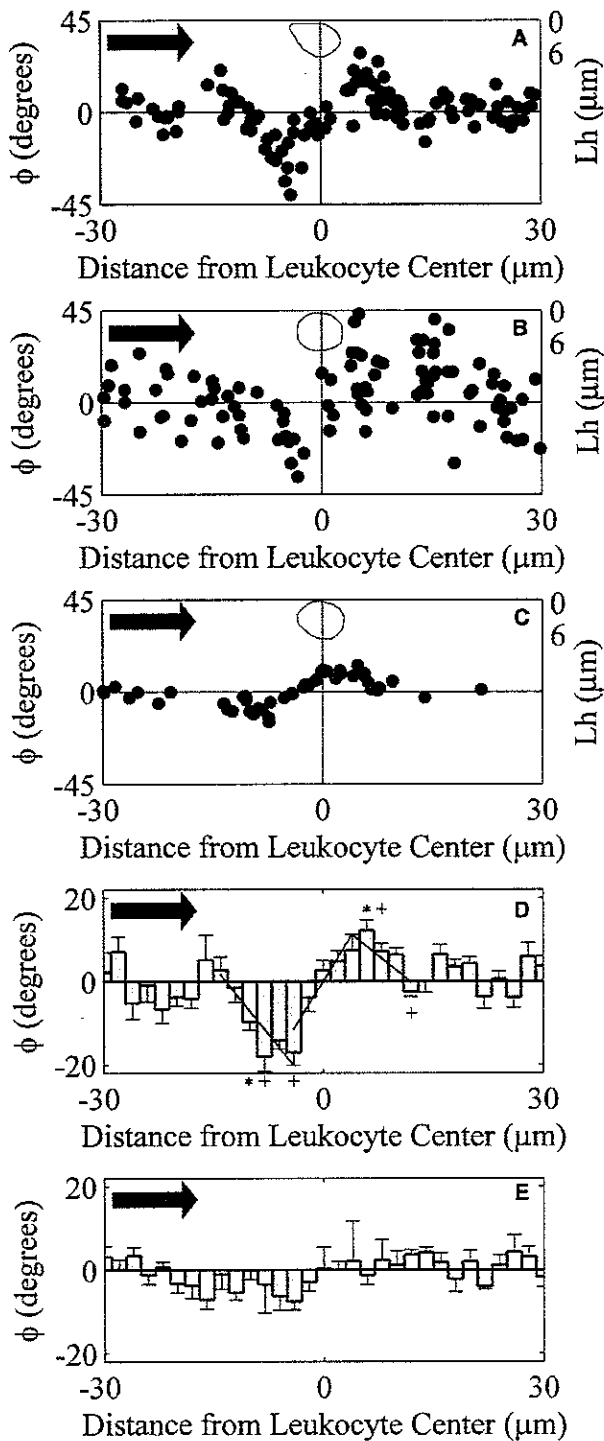 45
A
0
6
0
ϕ (degrees)
Lh (μm)
-45
-30
0
30
Distance from Leukocyte Center (μm)
45
B
0
6
0
ϕ (degrees)
Lh (μm)
-45
-30
0
30
Distance from Leukocyte Center (μm)
45
C
0
6
0
ϕ (degrees)
Lh (μm)
-45
-30
0
30
Distance from Leukocyte Center (μm)
20
* +
D
0
ϕ (degrees)
+
-20
* + +
-30
0
30
Distance from Leukocyte Center (μm)
20
E
0
ϕ (degrees)
-20
-30
0
30
Distance from Leukocyte Center (μm)